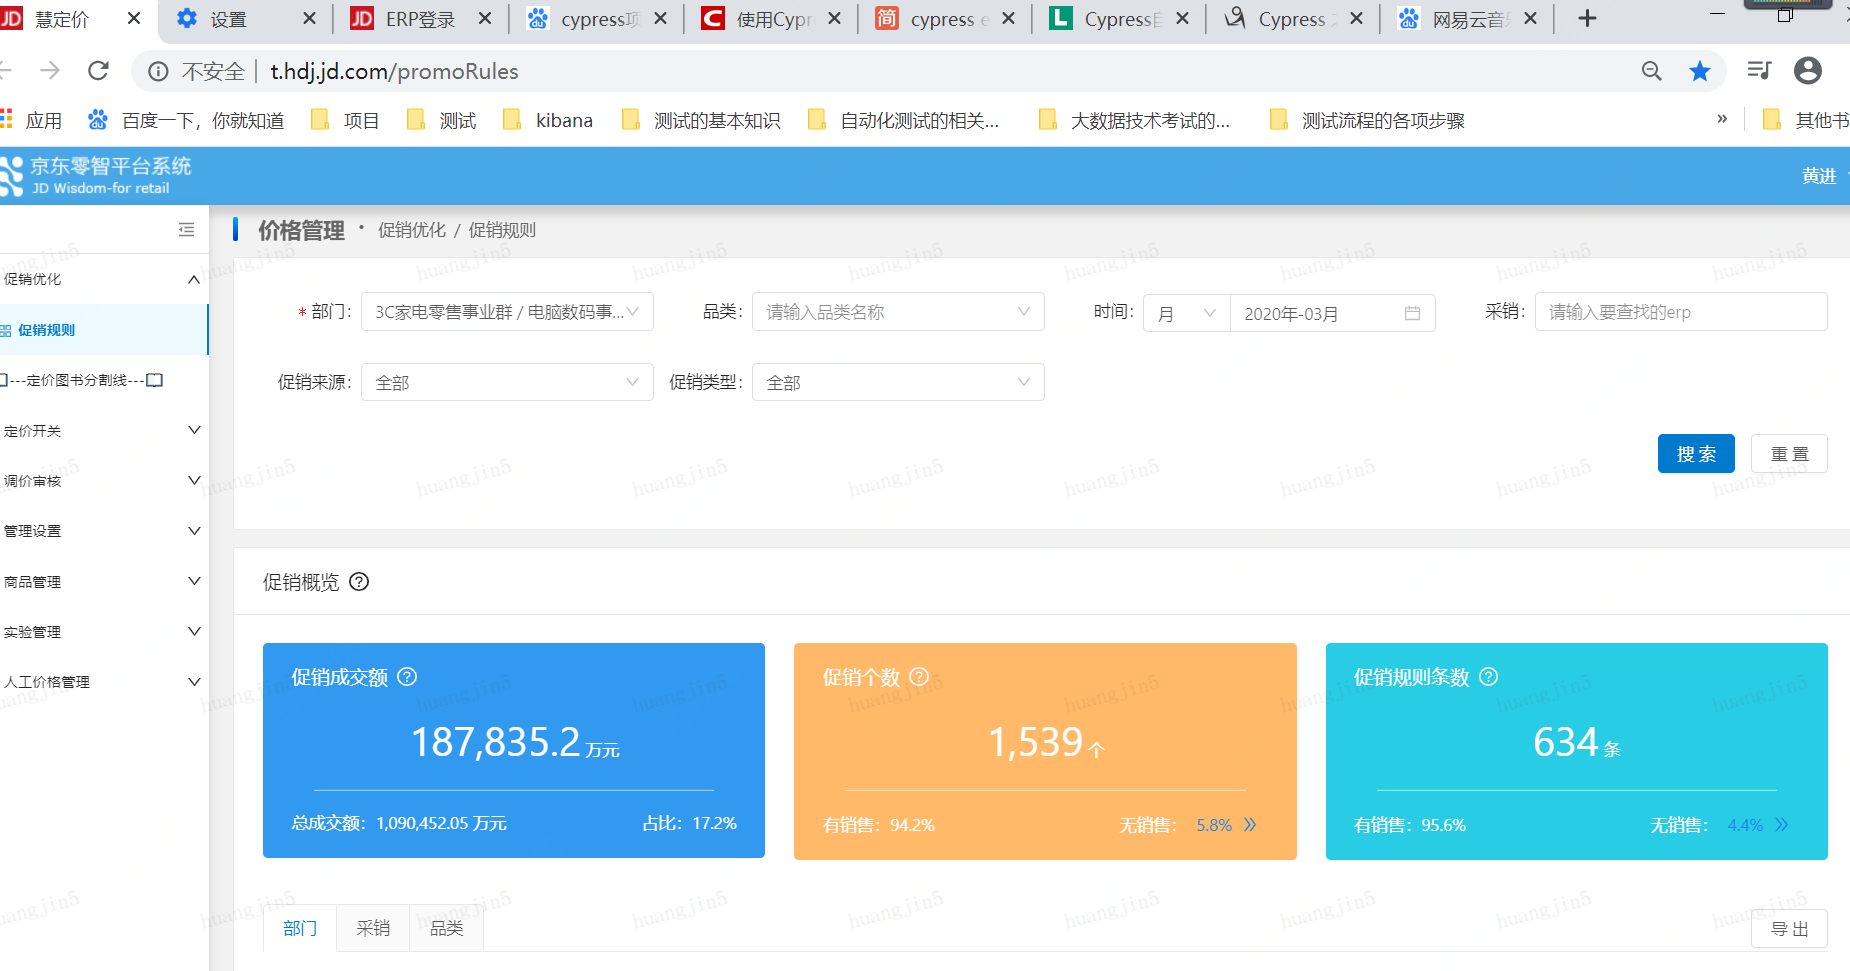 慧定价
设置
ERP登录
cypress项
使用Cypr
cypress e
Cypress自
Cypress
网易云音乐
不安全 t.hdj.jd.com/promoRules
应用 百度一下，你就知道 项目 测试 kibana 测试的基本知识 自动化测试的相关... 大数据技术考试的... 测试流程的各项步骤 » 其他书
京东零智平台系统
JD Wisdom-for retail
黄进
价格管理 · 促销优化 / 促销规则
促销优化
促销规则
---定价图书分割线---
定价开关
调价审核
管理设置
商品管理
实验管理
人工价格管理
* 部门： 3C家电零售事业群 / 电脑数码事... 品类： 请输入品类名称 时间： 月 2020年-03月 采销： 请输入要查找的erp
促销来源： 全部 促销类型： 全部
搜 索 重 置
促销概览
促销成交额
187,835.2 万元
总成交额：1,090,452.05 万元 占比：17.2%
促销个数
1,539 个
有销售：94.2% 无销售： 5.8%
促销规则条数
634 条
有销售：95.6% 无销售： 4.4%
部门 采销 品类 导 出
huangjin5